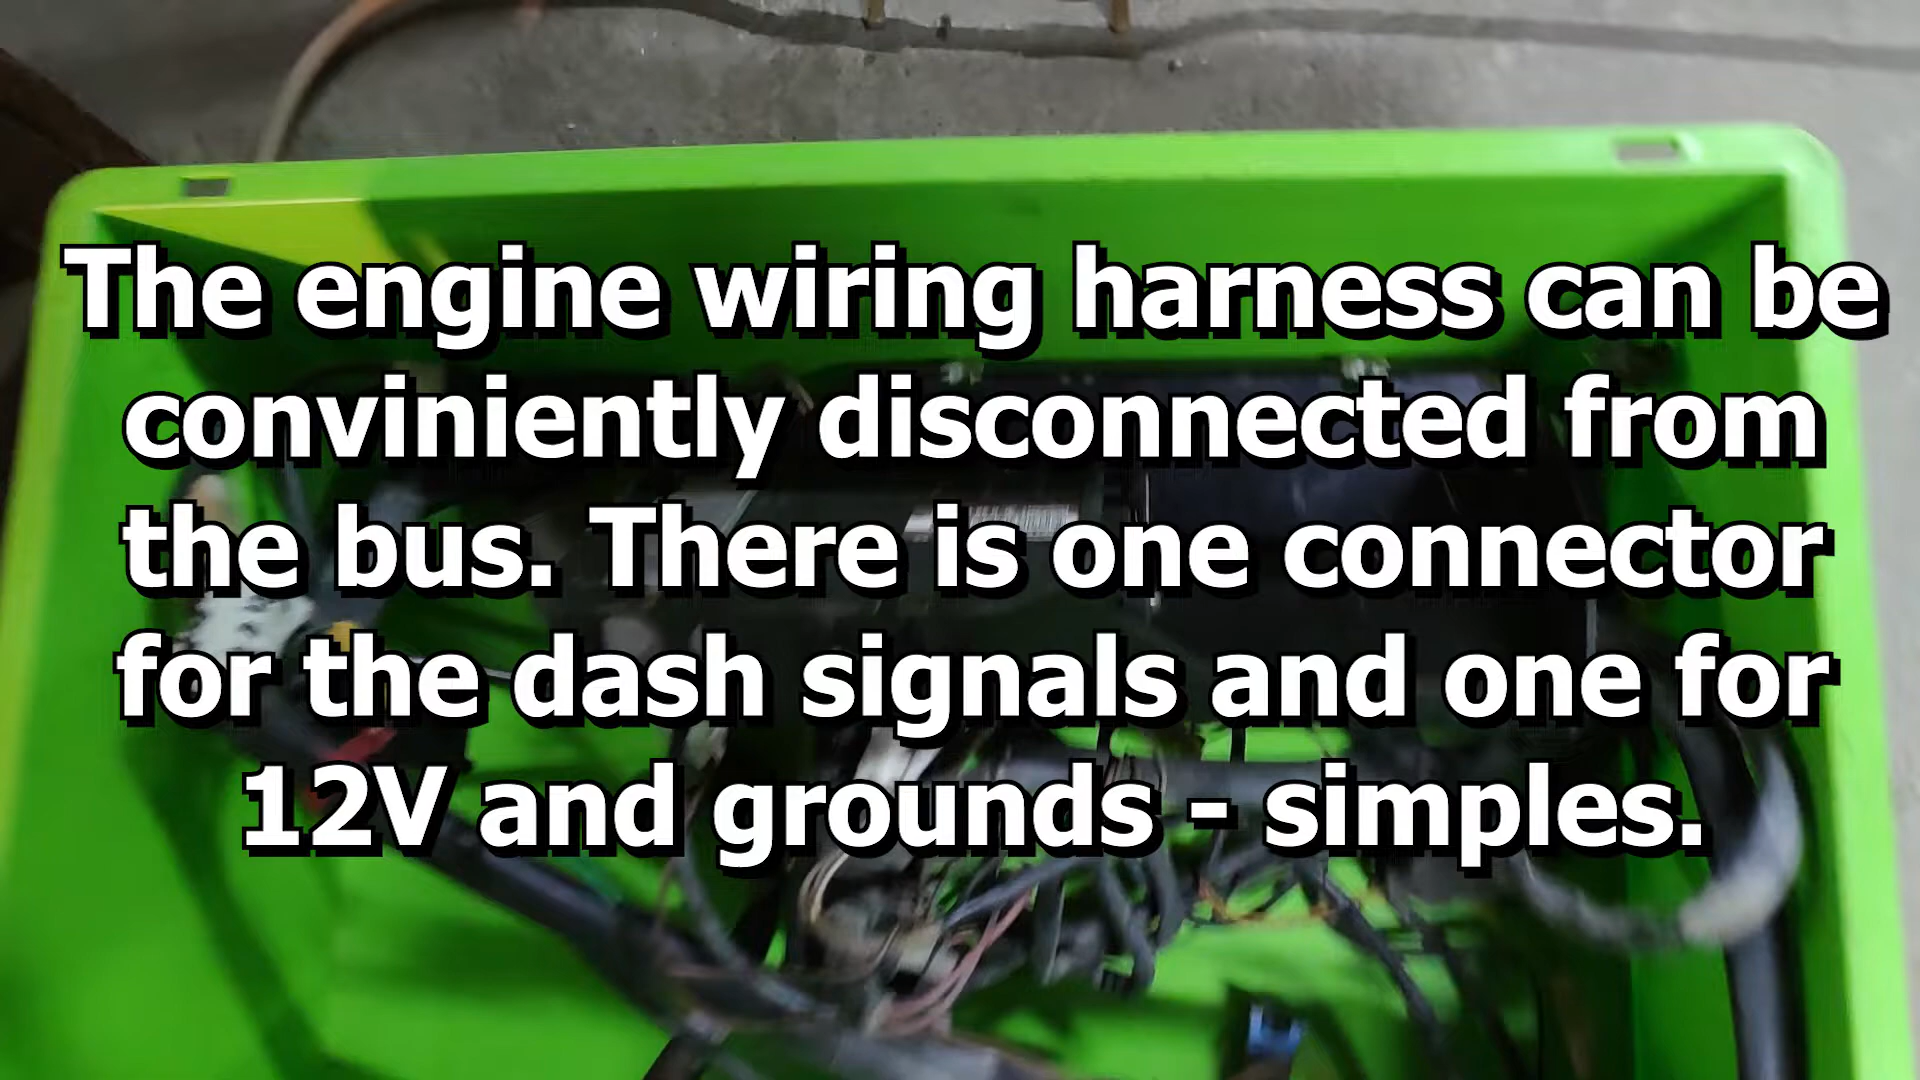 The engine wiring harness can be
conviniently disconnected from
the bus. There is one connector
for the dash signals and one for
12V and grounds - simples.